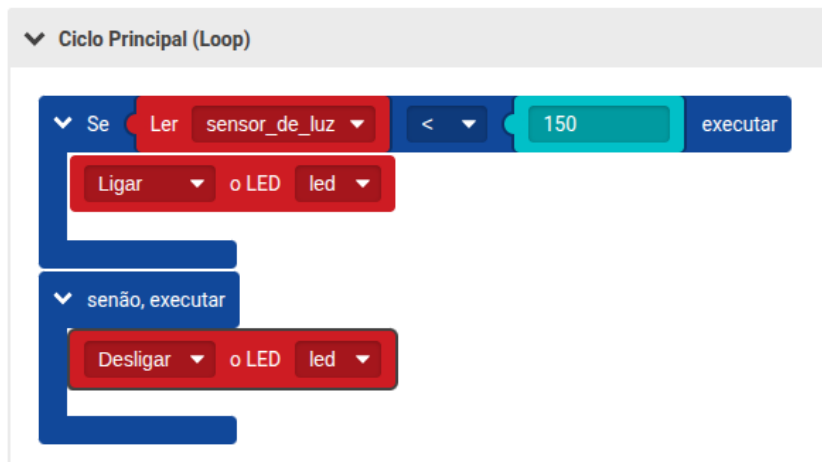 Ciclo Principal (Loop)
Se Ler sensor_de_luz < 150 executar
Ligar o LED led
senão, executar
Desligar o LED led